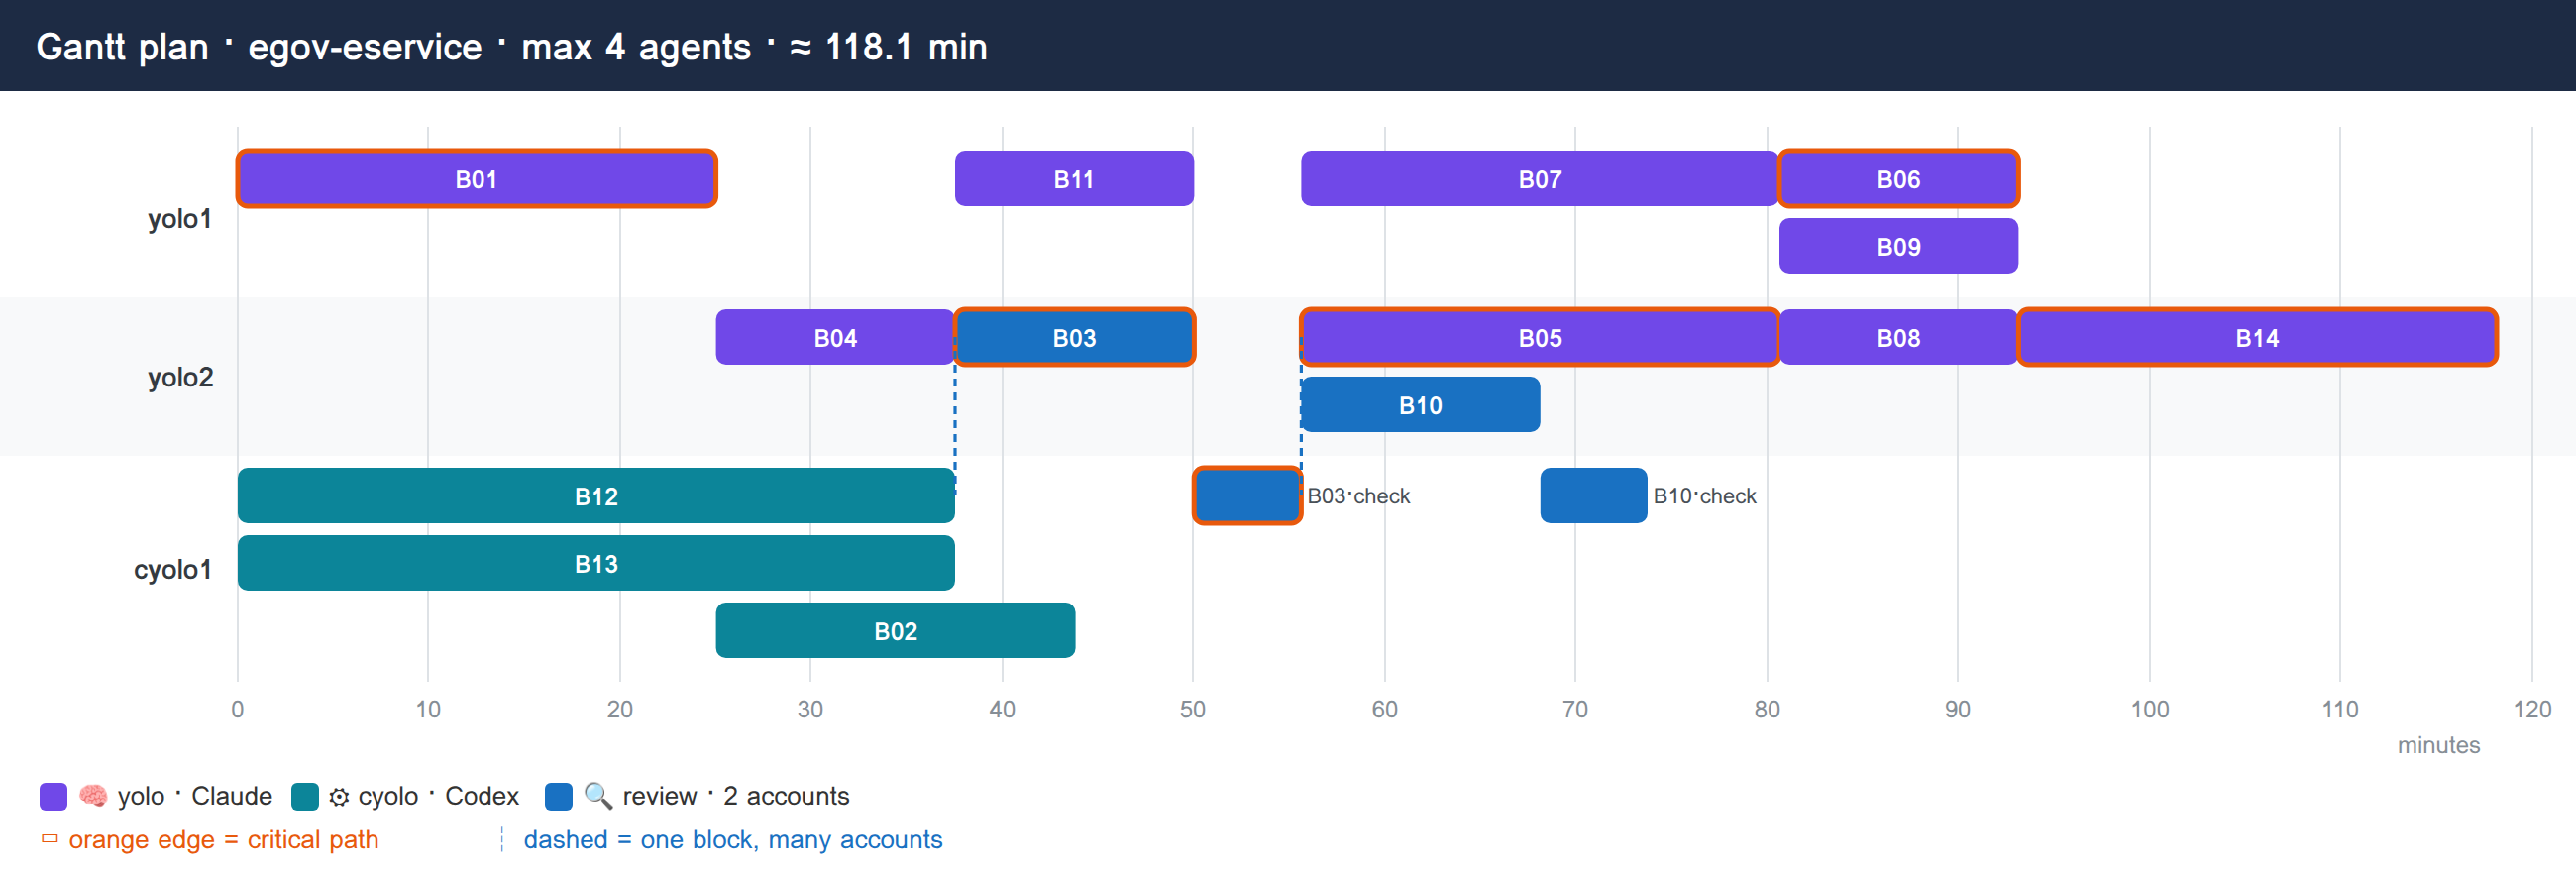 Gantt plan · egov-eservice · max 4 agents · ≈ 118.1 min
yolo1
B01
B11
B07
B06
B09
yolo2
B04
B03
B05
B08
B14
B10
cyolo1
B12
B03·check
B10·check
B13
B02
0 10 20 30 40 50 60 70 80 90 100 110 120
minutes
yolo · Claude cyolo · Codex review · 2 accounts
orange edge = critical path dashed = one block, many accounts